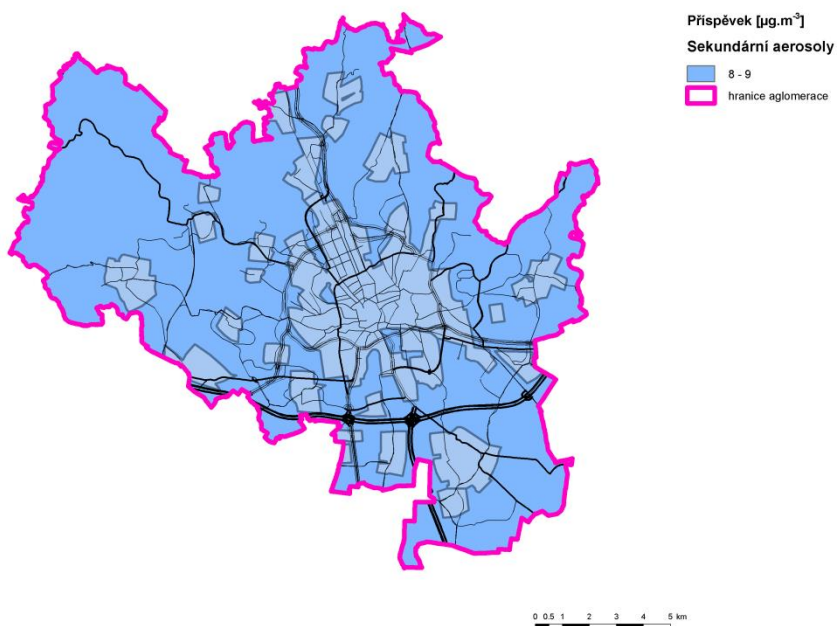 Příspěvek [µg.m⁻³]
Sekundární aerosoly
8 - 9
hranice aglomerace
0 0.5 1 2 3 4 5 km